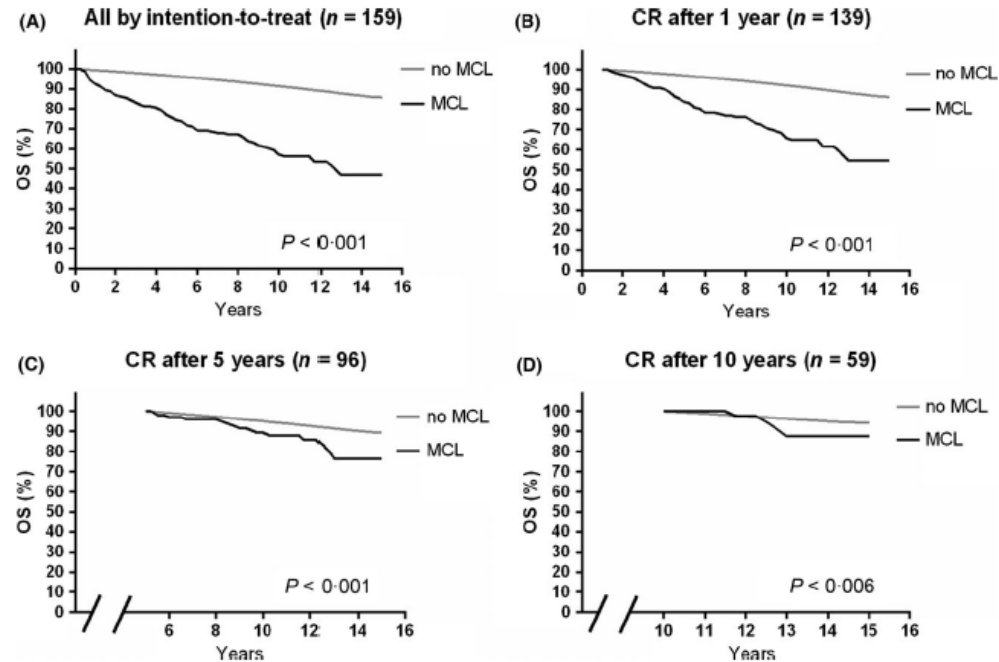 (A) All by intention-to-treat (n = 159)
100
90
80
70
60
50
40
30
20
10
0
OS (%)
0 2 4 6 8 10 12 14 16
Years
no MCL
MCL
P < 0·001
(B) CR after 1 year (n = 139)
100
90
80
70
60
50
40
30
20
10
0
OS (%)
0 2 4 6 8 10 12 14 16
Years
no MCL
MCL
P < 0·001
(C) CR after 5 years (n = 96)
100
90
80
70
60
50
40
30
20
10
0
OS (%)
6 8 10 12 14 16
Years
no MCL
MCL
P < 0·001
(D) CR after 10 years (n = 59)
100
90
80
70
60
50
40
30
20
10
0
OS (%)
10 11 12 13 14 15 16
Years
no MCL
MCL
P < 0·006